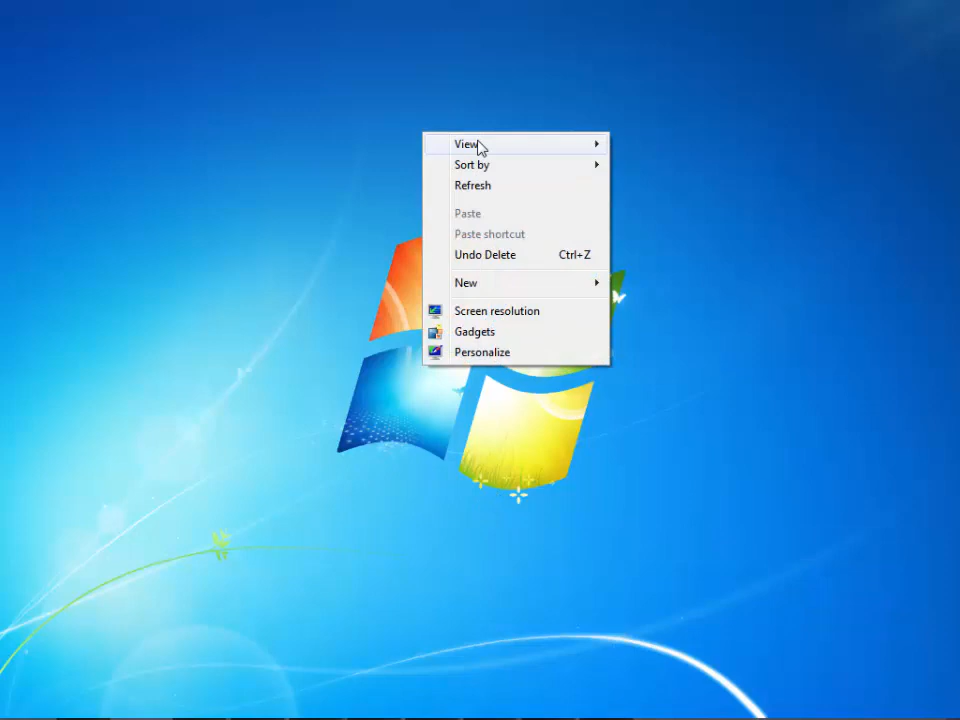 View
Sort by
Refresh
Paste
Paste shortcut
Undo Delete Ctrl+Z
New
Screen resolution
Gadgets
Personalize